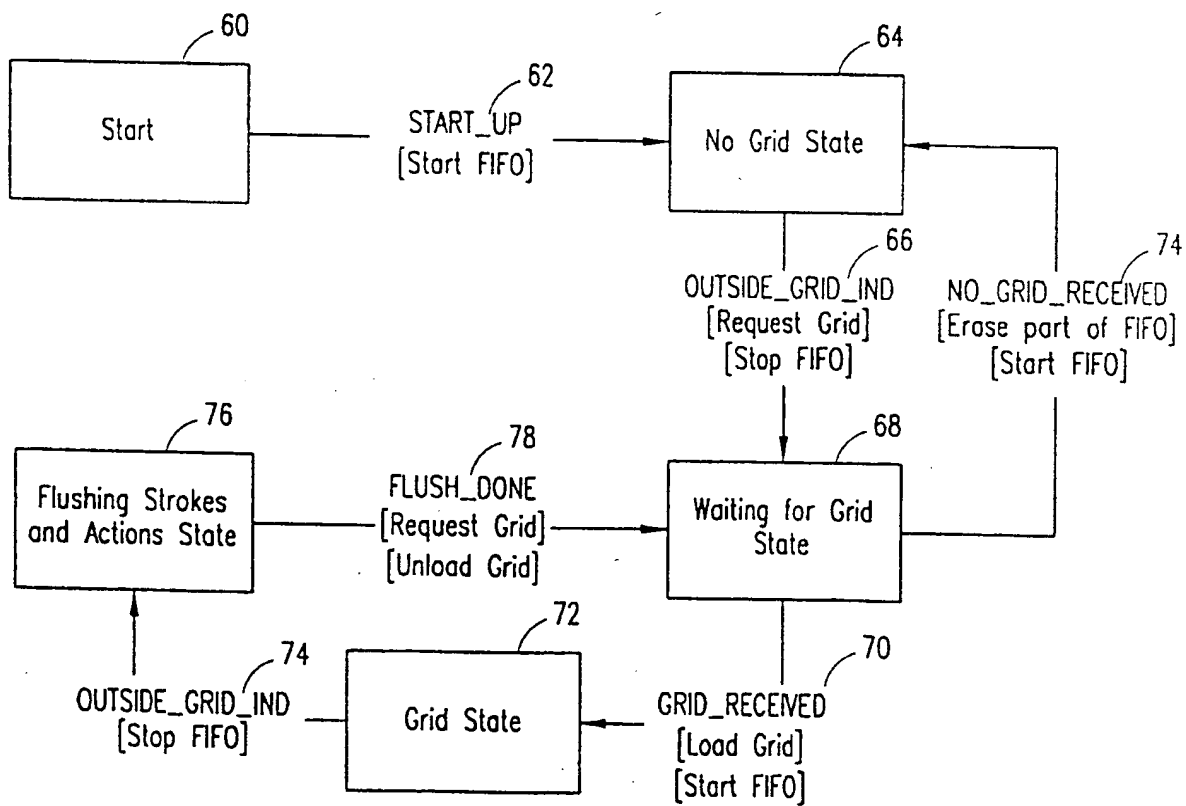 60
Start
62
START_UP
[Start FIFO]
64
No Grid State
66
OUTSIDE_GRID_IND
[Request Grid]
[Stop FIFO]
74
NO_GRID_RECEIVED
[Erase part of FIFO]
[Start FIFO]
76
Flushing Strokes
and Actions State
78
FLUSH_DONE
[Request Grid]
[Unload Grid]
68
Waiting for Grid
State
74
OUTSIDE_GRID_IND
[Stop FIFO]
72
Grid State
70
GRID_RECEIVED
[Load Grid]
[Start FIFO]